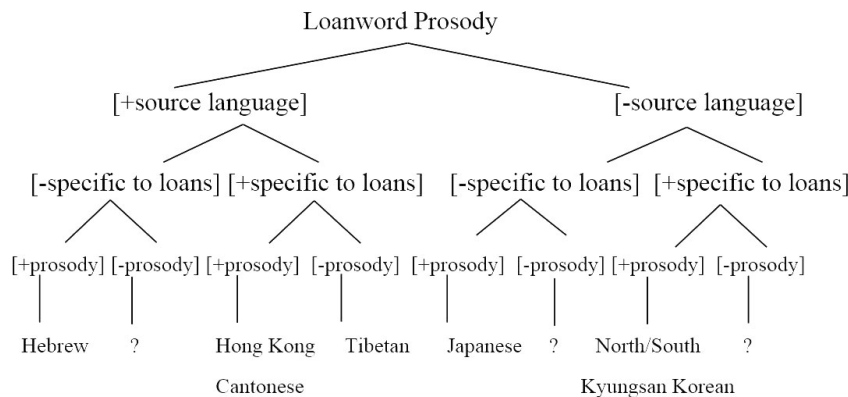 Loanword Prosody
[+source language] [-source language]
[-specific to loans] [+specific to loans] [-specific to loans] [+specific to loans]
[+prosody] [-prosody] [+prosody] [-prosody] [+prosody] [-prosody] [+prosody] [-prosody]
Hebrew ? Hong Kong Tibetan Japanese ? North/South ?
Cantonese Kyungsan Korean